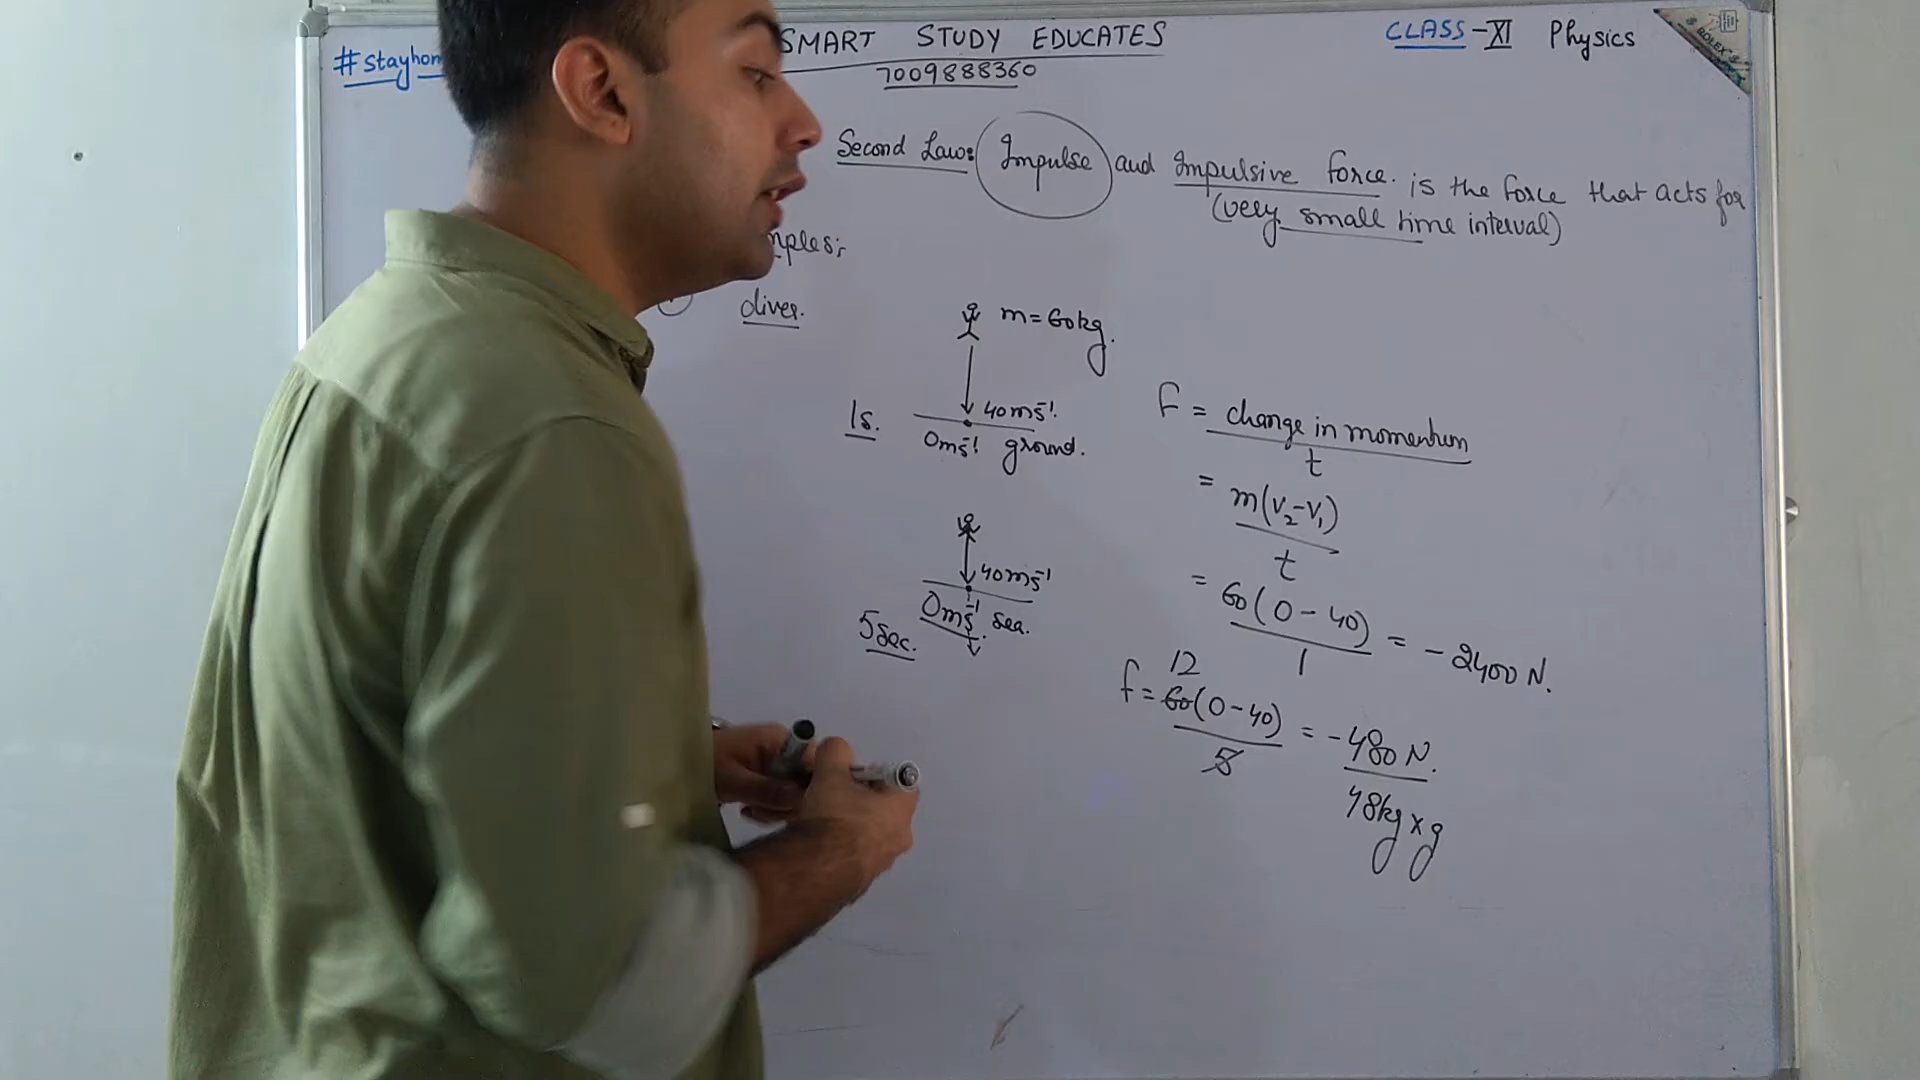 #stayhom
SMART STUDY EDUCATES
7009888360
CLASS-XI Physics
Second Law: Impulse and Impulsive force. is the force that acts for
(very small time interval)
mples:
diver.
m=60kg.
1s.
40ms⁻¹.
0ms⁻¹ ground.
F = change in momentum
t
= m(v₂-v₁)
t
= 60(0-40) = -2400 N.
1
40ms⁻¹
0ms⁻¹ sea.
5sec.
12
f = 60(0-40) = -480 N.
5
48kg x g